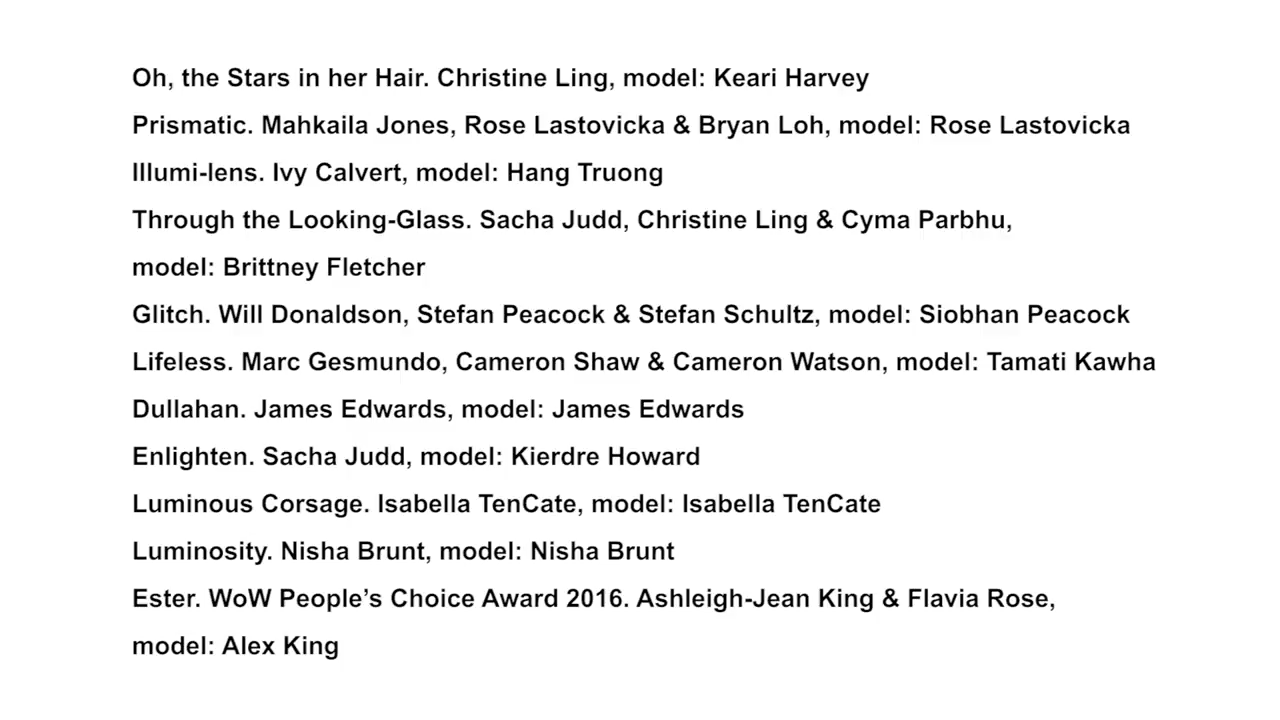 Oh, the Stars in her Hair. Christine Ling, model: Keari Harvey
Prismatic. Mahkaila Jones, Rose Lastovicka & Bryan Loh, model: Rose Lastovicka
Illumi-lens. Ivy Calvert, model: Hang Truong
Through the Looking-Glass. Sacha Judd, Christine Ling & Cyma Parbhu,
model: Brittney Fletcher
Glitch. Will Donaldson, Stefan Peacock & Stefan Schultz, model: Siobhan Peacock
Lifeless. Marc Gesmundo, Cameron Shaw & Cameron Watson, model: Tamati Kawha
Dullahan. James Edwards, model: James Edwards
Enlighten. Sacha Judd, model: Kierdre Howard
Luminous Corsage. Isabella TenCate, model: Isabella TenCate
Luminosity. Nisha Brunt, model: Nisha Brunt
Ester. WoW People’s Choice Award 2016. Ashleigh-Jean King & Flavia Rose,
model: Alex King